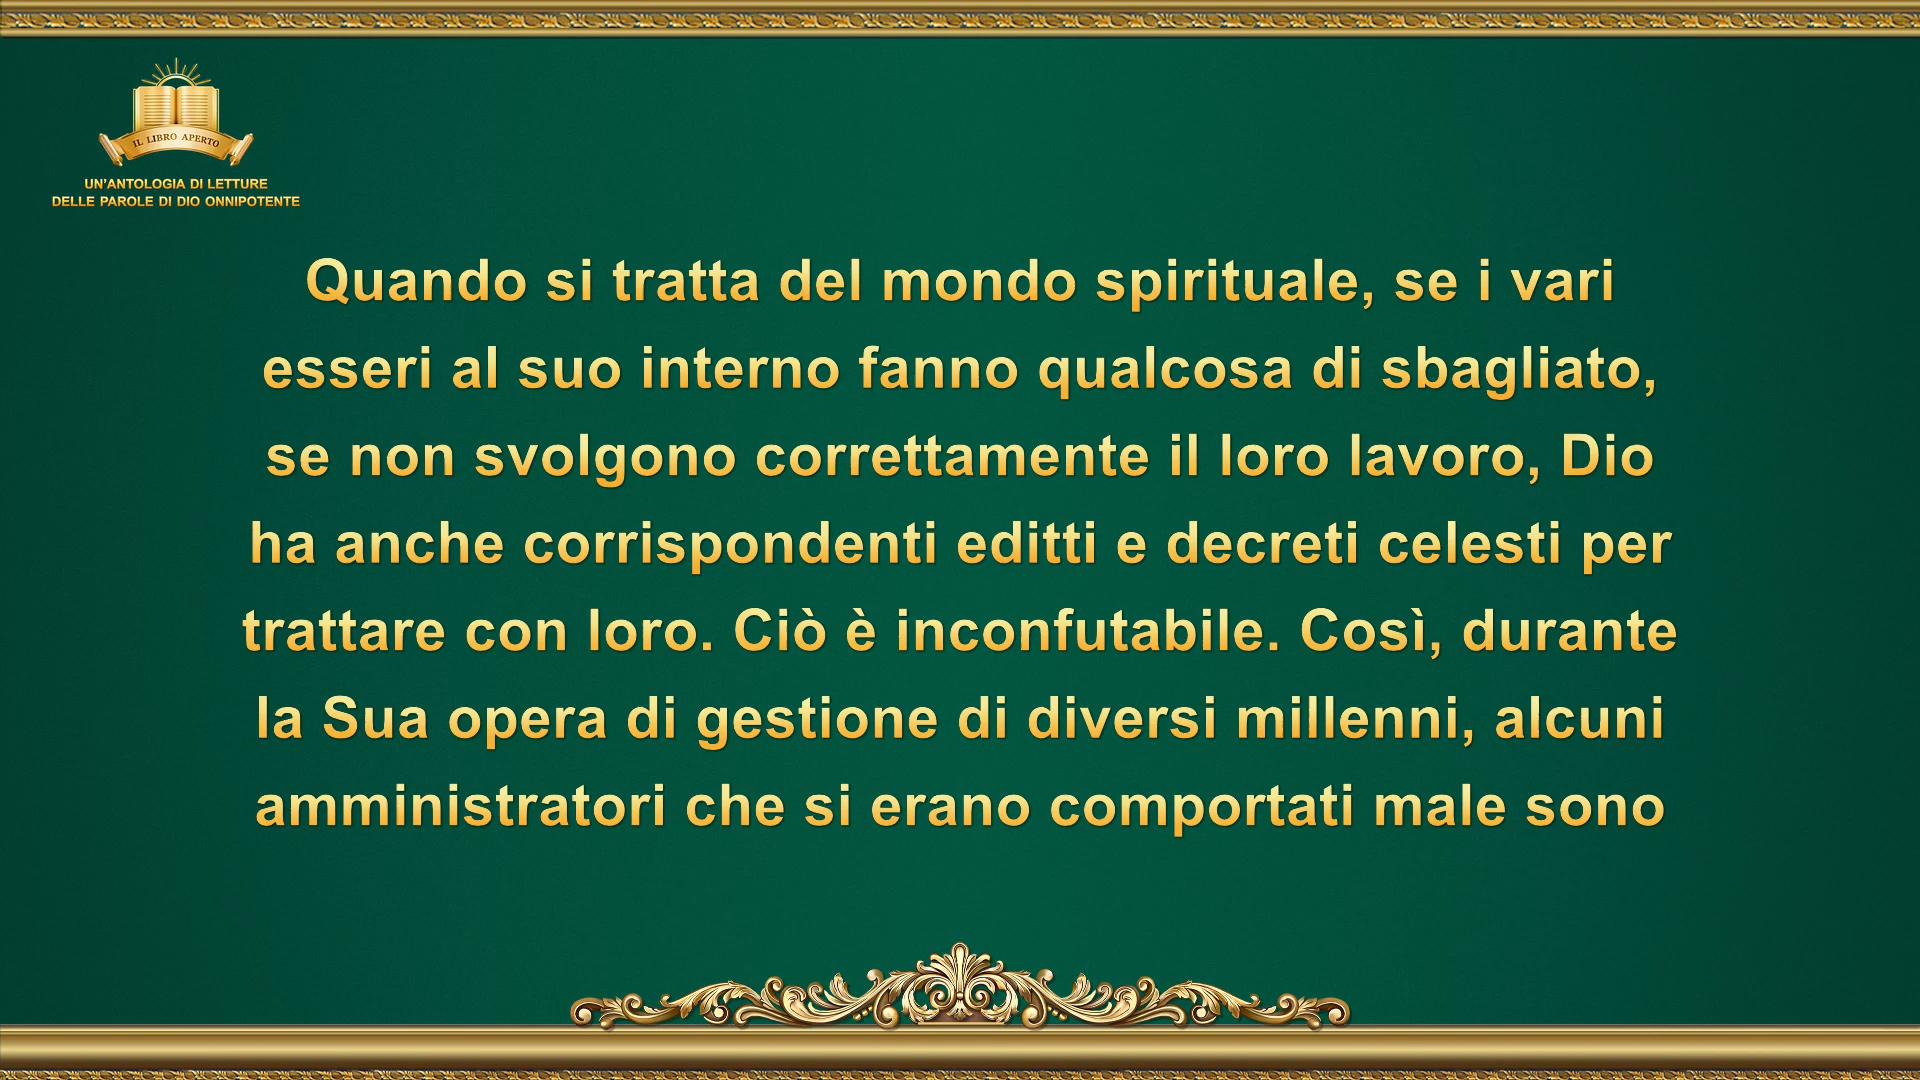 IL LIBRO APERTO
UN'ANTOLOGIA DI LETTURE
DELLE PAROLE DI DIO ONNIPOTENTE
Quando si tratta del mondo spirituale, se i vari
esseri al suo interno fanno qualcosa di sbagliato,
se non svolgono correttamente il loro lavoro, Dio
ha anche corrispondenti editti e decreti celesti per
trattare con loro. Ciò è inconfutabile. Così, durante
la Sua opera di gestione di diversi millenni, alcuni
amministratori che si erano comportati male sono